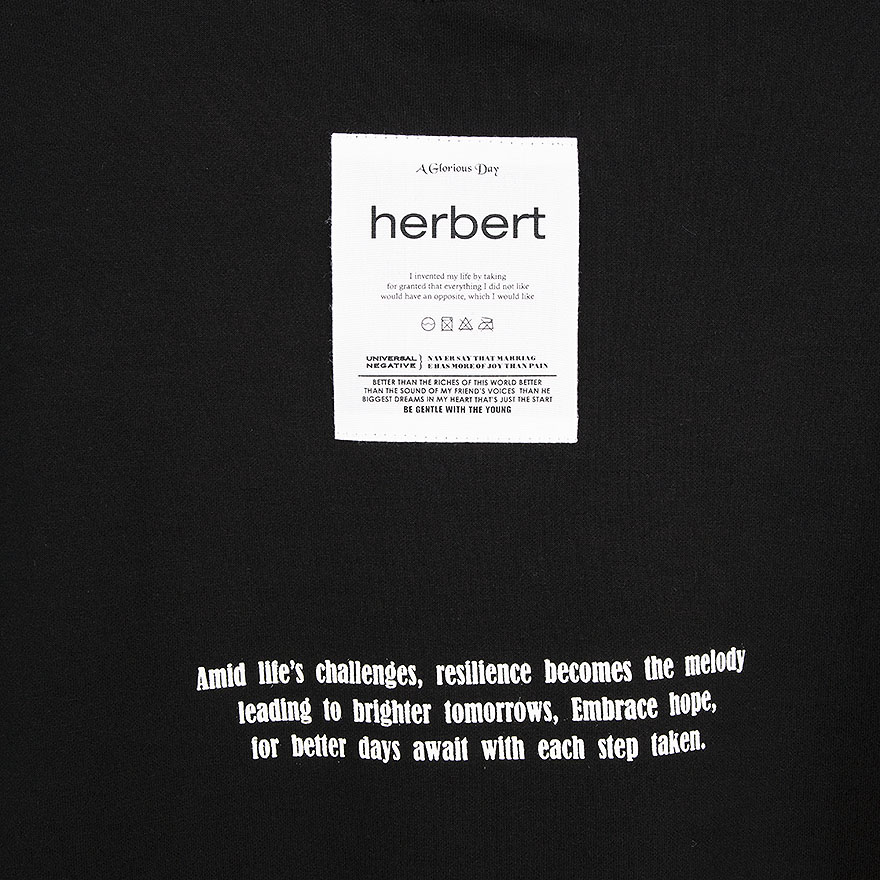 A Glorious Day
herbert
I invented my life by taking
for granted that everything I did not like
would have an opposite, which I would like
UNIVERSAL NEGATIVE } NAVER SAY THAT MARRIAG
E HAS MORE OF JOY THAN PAIN
BETTER THAN THE RICHES OF THIS WORLD BETTER
THAN THE SOUND OF MY FRIEND'S VOICES THAN HE
BIGGEST DREAMS IN MY HEART THAT'S JUST THE START
BE GENTLE WITH THE YOUNG
Amid life's challenges, resilience becomes the melody
leading to brighter tomorrows, Embrace hope,
for better days await with each step taken.